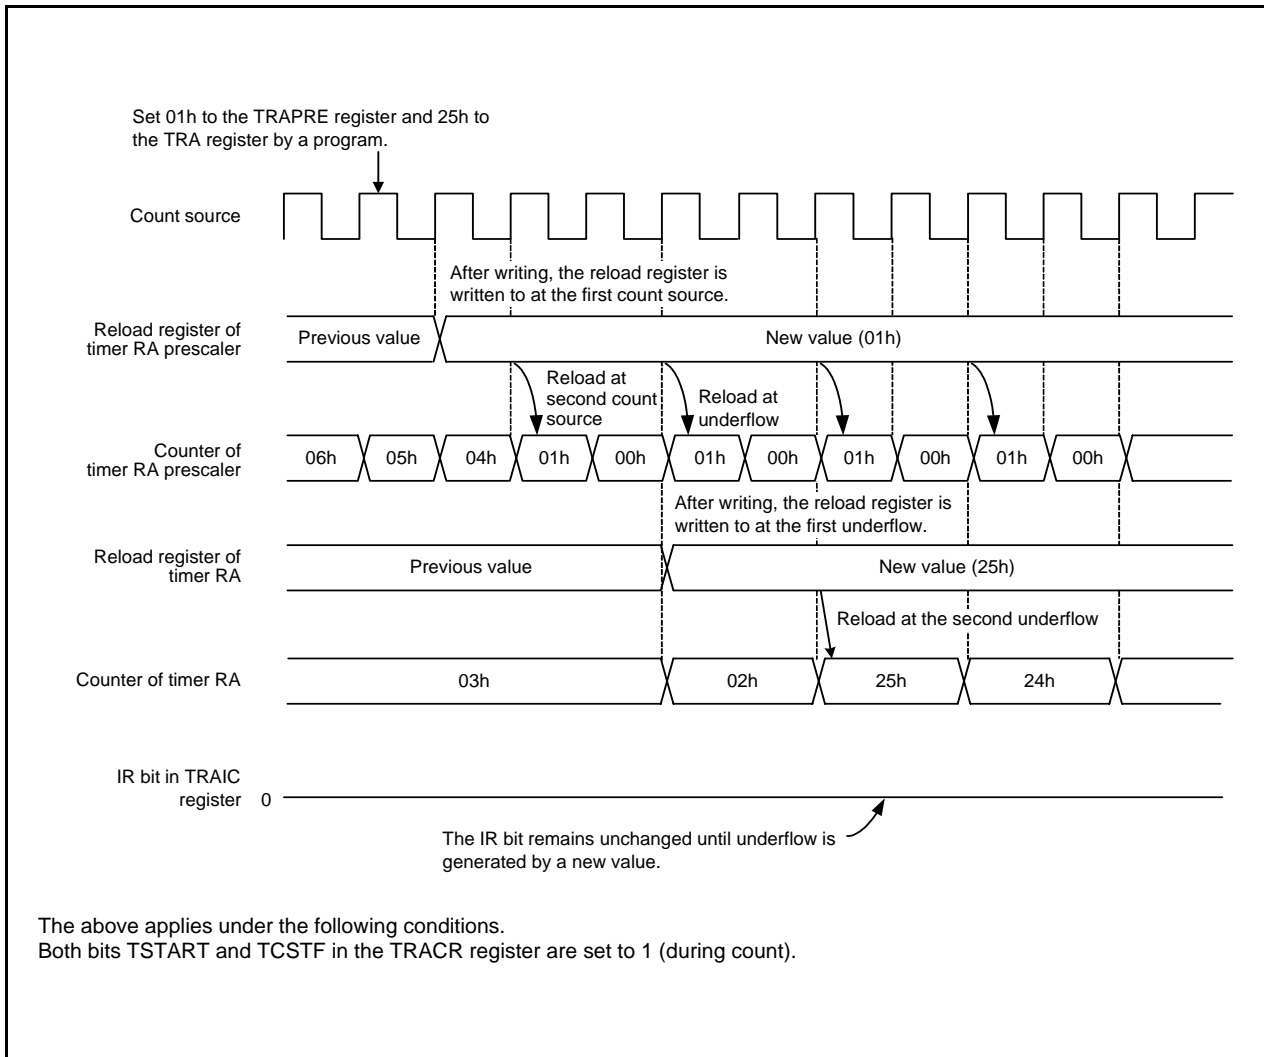 Set 01h to the TRAPRE register and 25h to
the TRA register by a program.
Count source
After writing, the reload register is
written to at the first count source.
Reload register of
timer RA prescaler
Previous value
New value (01h)
Reload at
second count
source
Reload at
underflow
Counter of
timer RA prescaler
06h 05h 04h 01h 00h 01h 00h 01h 00h 01h 00h
After writing, the reload register is
written to at the first underflow.
Reload register of
timer RA
Previous value
New value (25h)
Reload at the second underflow
Counter of timer RA
03h 02h 25h 24h
IR bit in TRAIC
register
0
The IR bit remains unchanged until underflow is
generated by a new value.
The above applies under the following conditions.
Both bits TSTART and TCSTF in the TRACR register are set to 1 (during count).